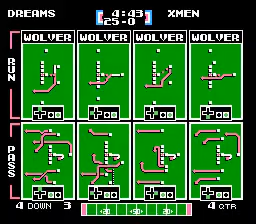 DREAMS 4:43 XMEN
25-0
WOLVER WOLVER WOLVER WOLVER
RUN
PASS
4 DOWN 3 4 QTR
20 50 20